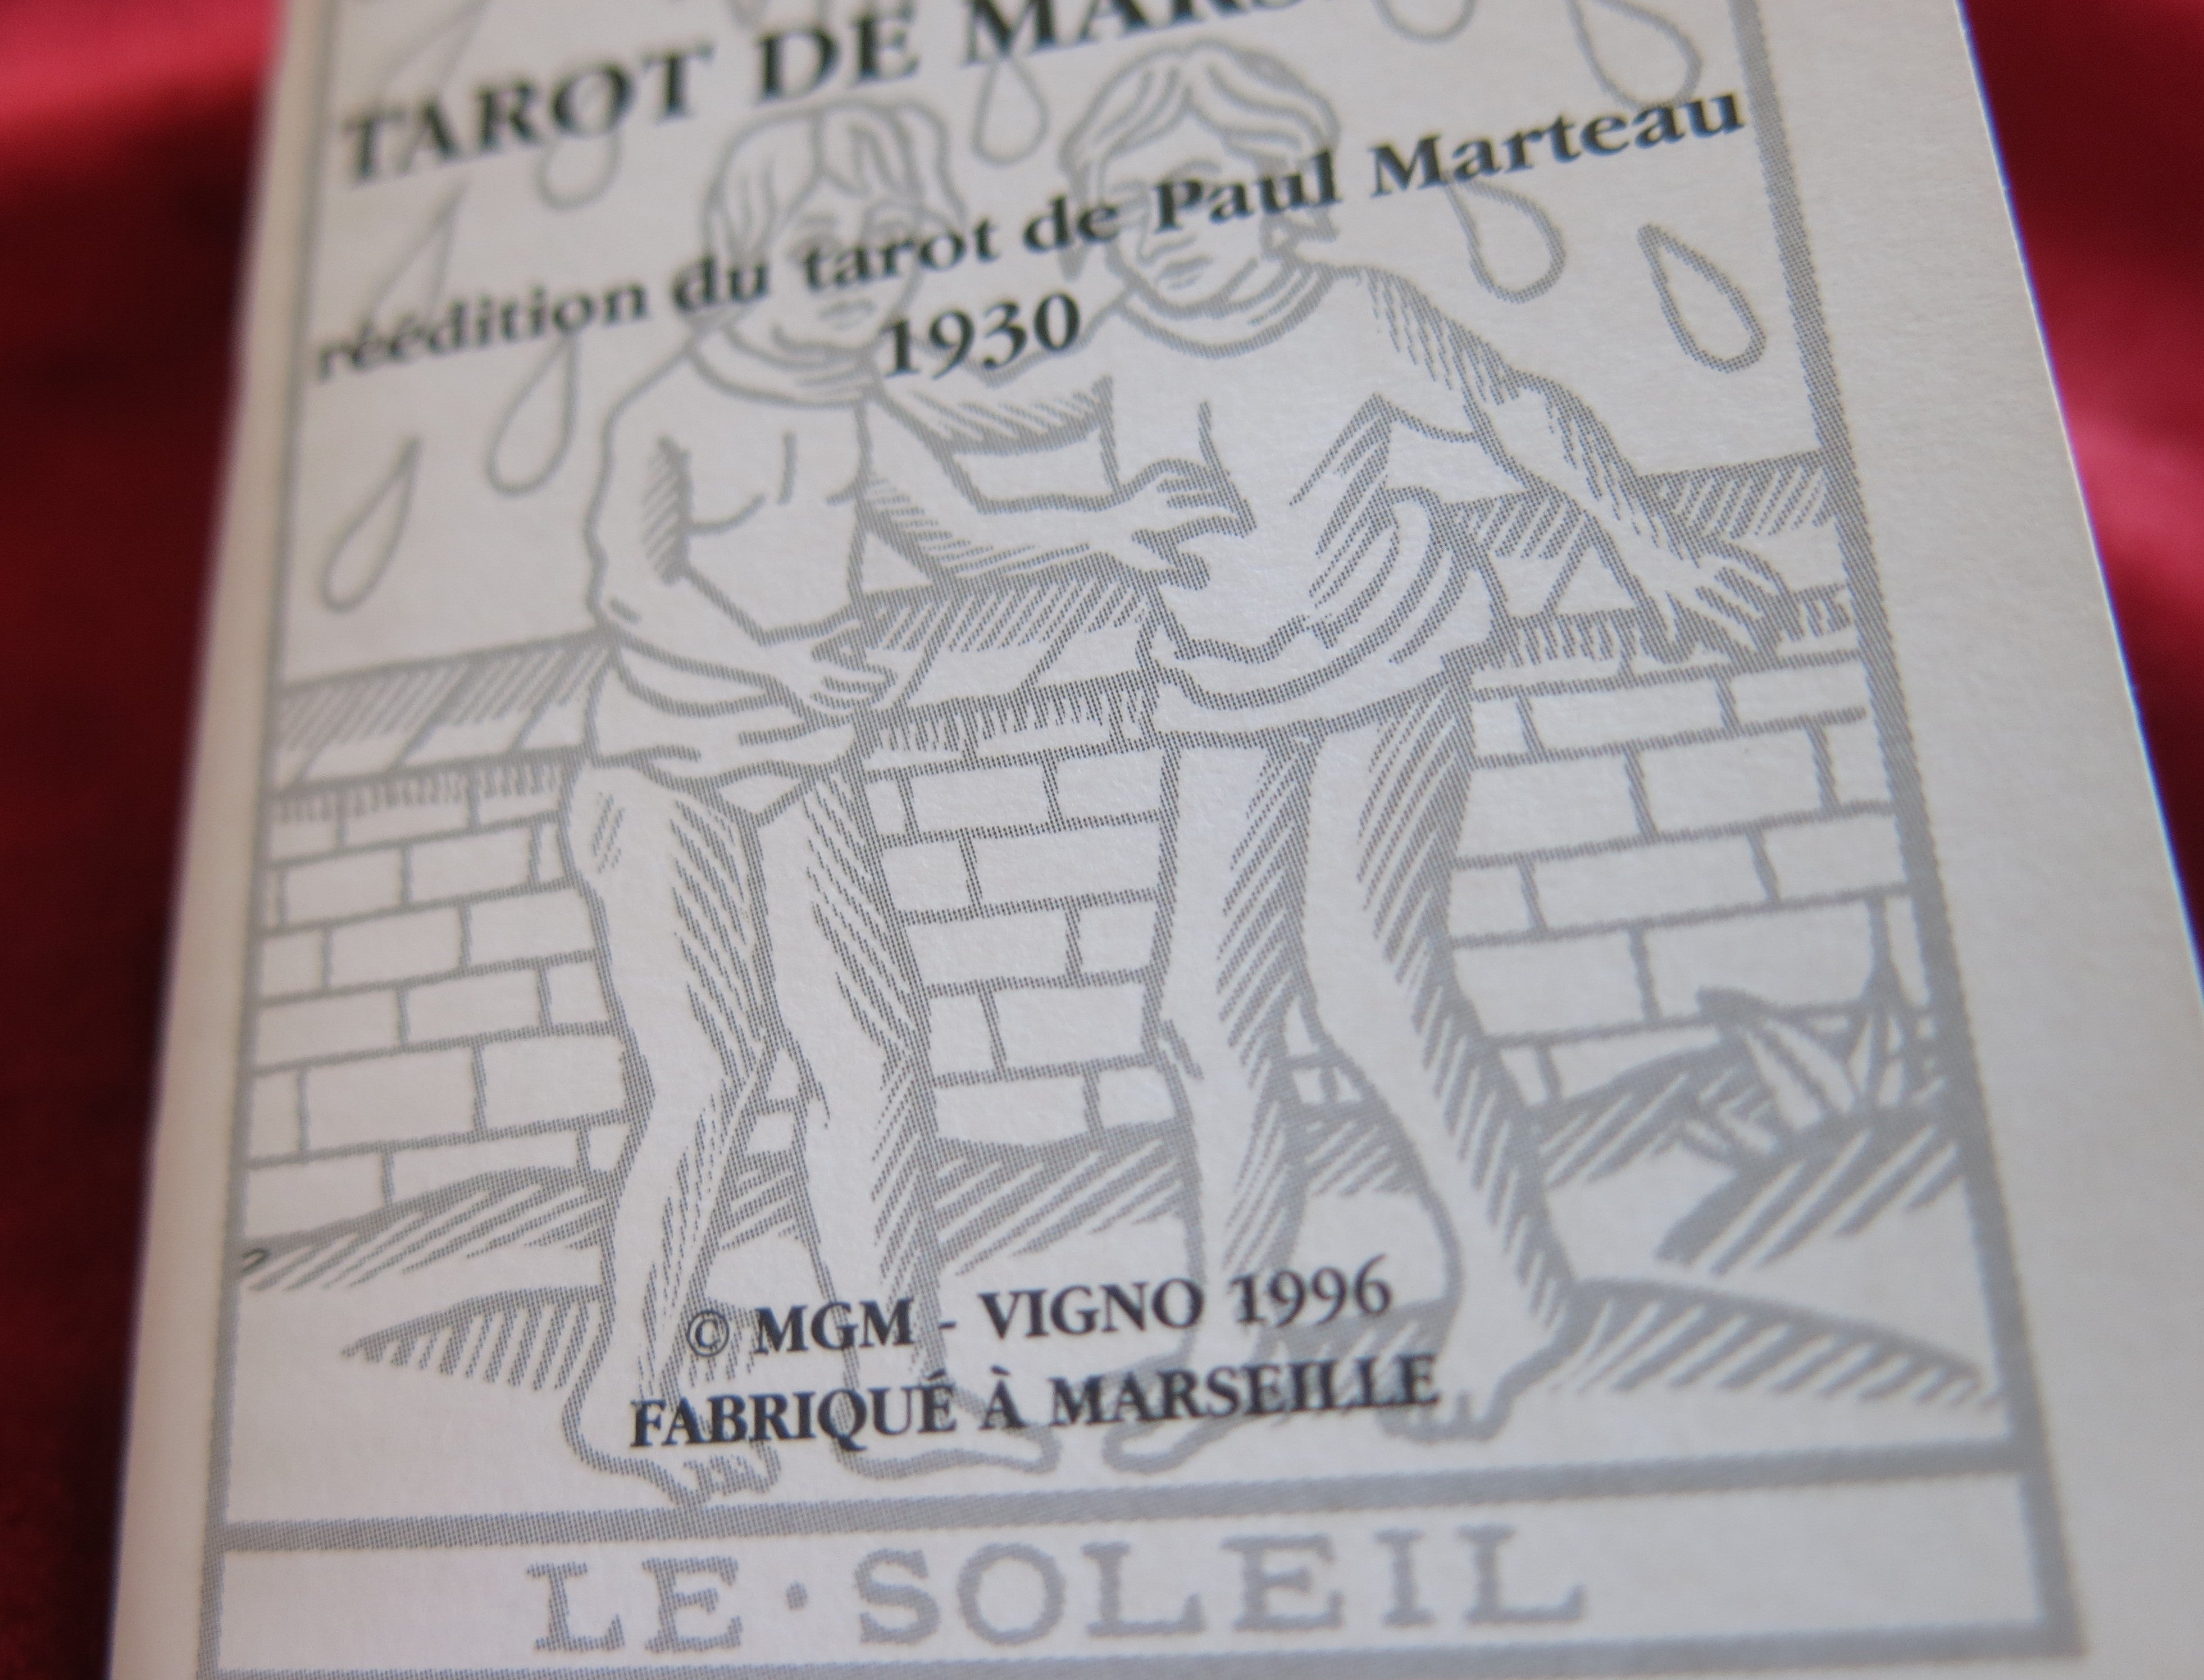 TAROT DE
réédition du tarot de Paul Marteau
1930
© MGM - VIGNO 1996
FABRIQUÉ À MARSEILLE
LE · SOLEIL